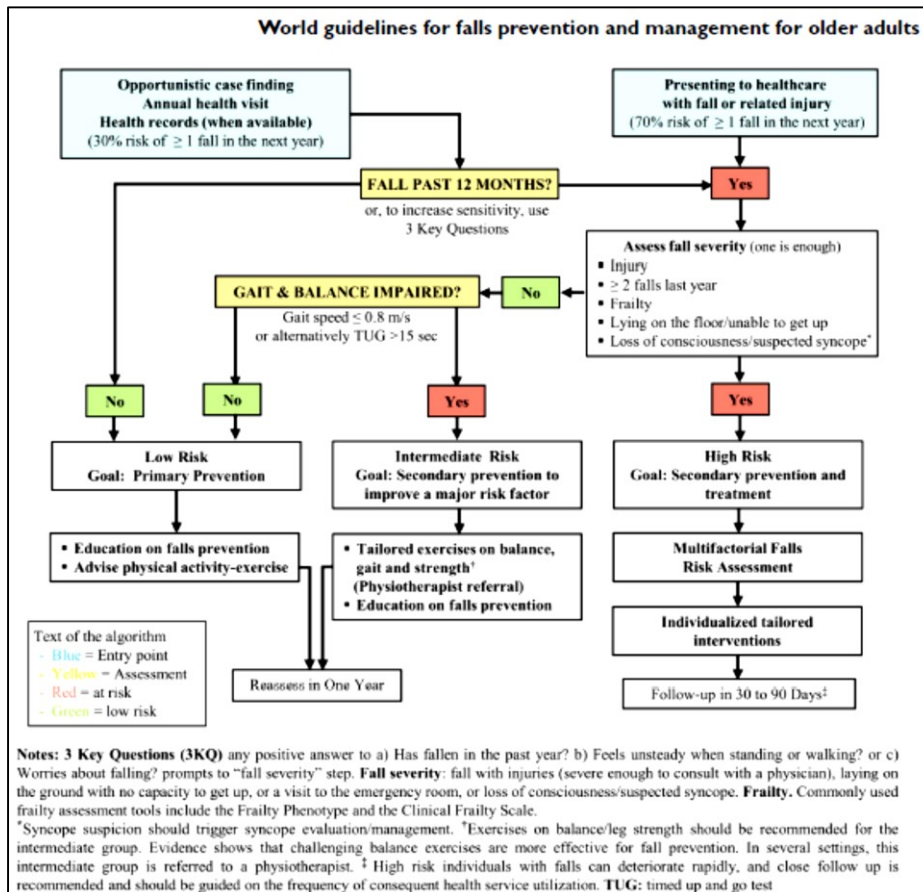 World guidelines for falls prevention and management for older adults
Opportunistic case finding
Annual health visit
Health records (when available)
(30% risk of ≥ 1 fall in the next year)
Presenting to healthcare
with fall or related injury
(70% risk of ≥ 1 fall in the next year)
FALL PAST 12 MONTHS?
Yes
or, to increase sensitivity, use
3 Key Questions
Assess fall severity (one is enough)
▪ Injury
▪ ≥ 2 falls last year
▪ Frailty
▪ Lying on the floor/unable to get up
▪ Loss of consciousness/suspected syncope*
No
GAIT & BALANCE IMPAIRED?
Gait speed ≤ 0.8 m/s
or alternatively TUG >15 sec
No
No
Yes
Yes
Low Risk
Goal: Primary Prevention
Intermediate Risk
Goal: Secondary prevention to
improve a major risk factor
High Risk
Goal: Secondary prevention and
treatment
▪ Education on falls prevention
▪ Advise physical activity-exercise
▪ Tailored exercises on balance,
gait and strength†
(Physiotherapist referral)
▪ Education on falls prevention
Multifactorial Falls
Risk Assessment
Individualized tailored
interventions
Text of the algorithm
- Blue = Entry point
- Yellow = Assessment
- Red = at risk
- Green = low risk
Reassess in One Year
Follow-up in 30 to 90 Days‡
Notes: 3 Key Questions (3KQ) any positive answer to a) Has fallen in the past year? b) Feels unsteady when standing or walking? or c)
Worries about falling? prompts to “fall severity” step. Fall severity: fall with injuries (severe enough to consult with a physician), laying on
the ground with no capacity to get up, or a visit to the emergency room, or loss of consciousness/suspected syncope. Frailty. Commonly used
frailty assessment tools include the Frailty Phenotype and the Clinical Frailty Scale.
*Syncope suspicion should trigger syncope evaluation/management. †Exercises on balance/leg strength should be recommended for the
intermediate group. Evidence shows that challenging balance exercises are more effective for fall prevention. In several settings, this
intermediate group is referred to a physiotherapist. ‡ High risk individuals with falls can deteriorate rapidly, and close follow up is
recommended and should be guided on the frequency of consequent health service utilization. TUG: timed up and go test